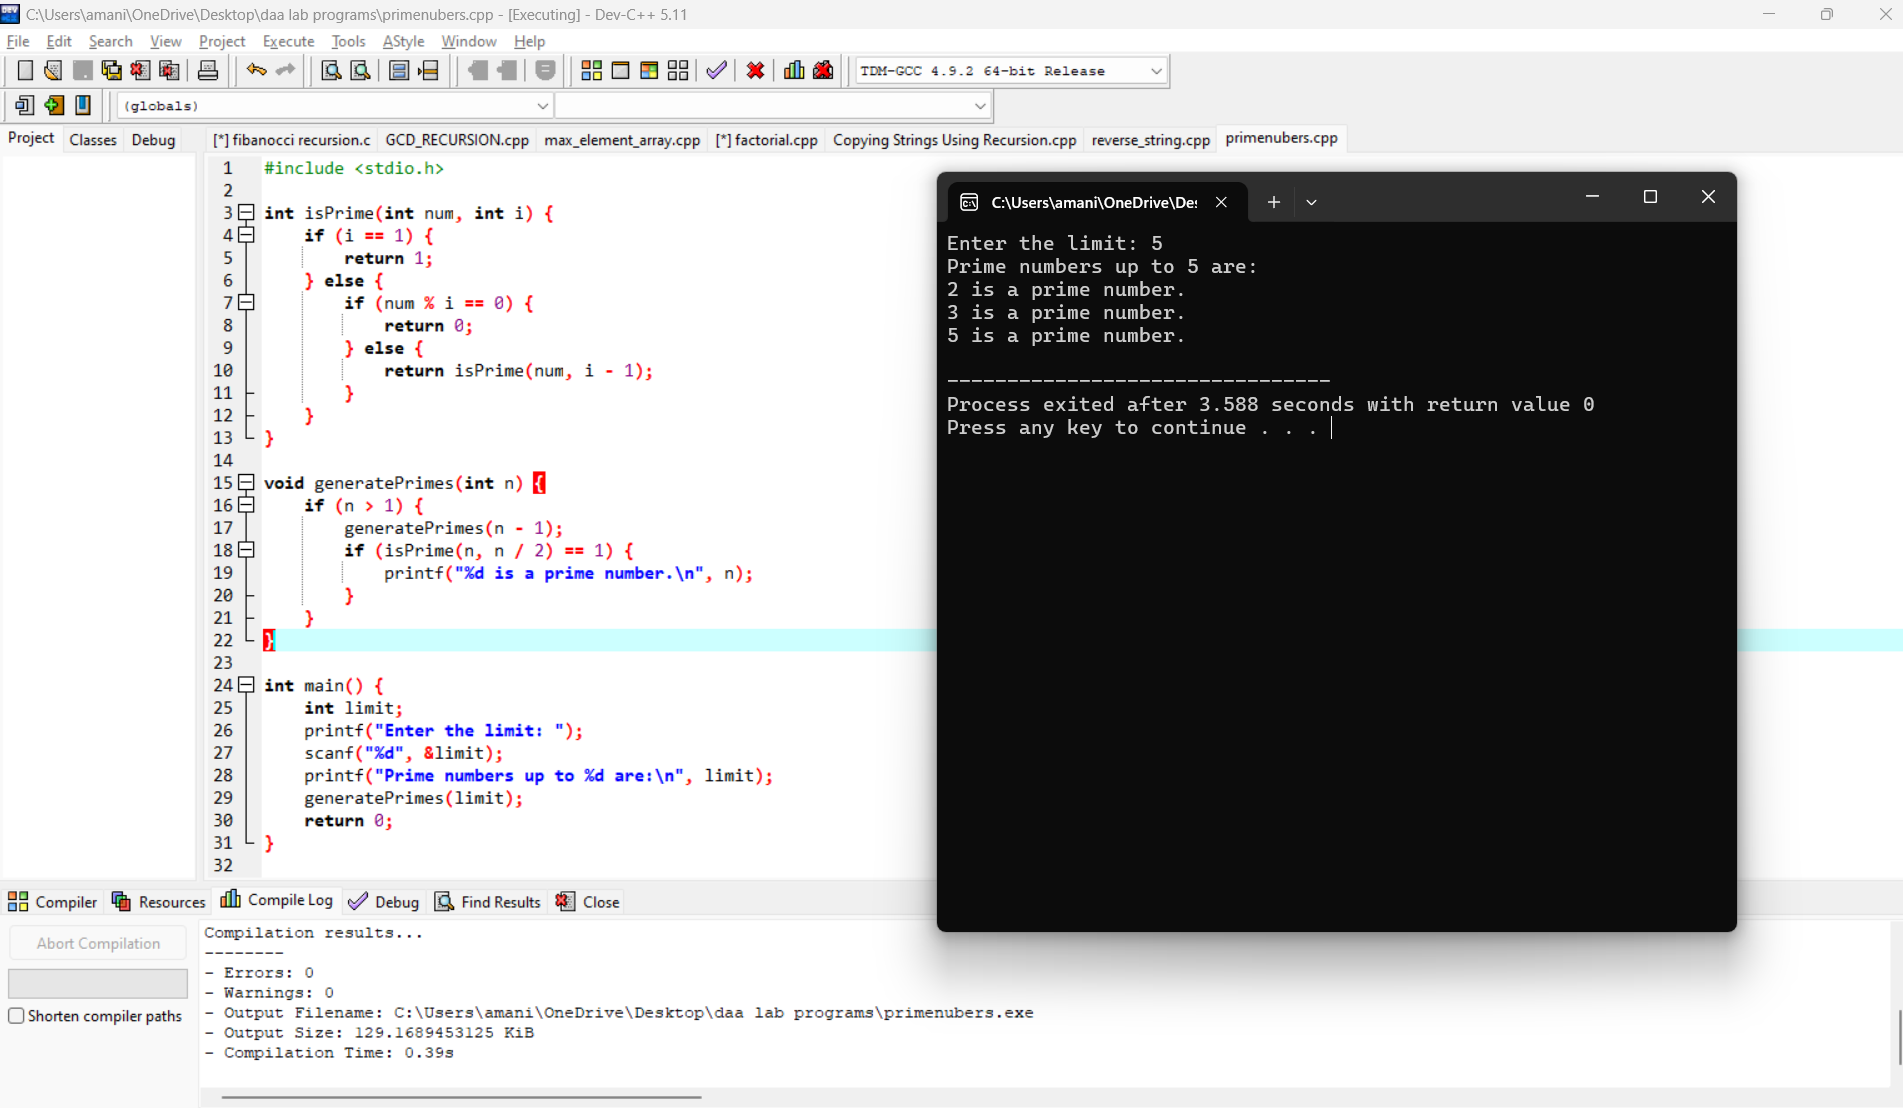 C:\Users\amani\OneDrive\Desktop\daa lab programs\primenubers.cpp - [Executing] - Dev-C++ 5.11
File Edit Search View Project Execute Tools AStyle Window Help
TDM-GCC 4.9.2 64-bit Release
(globals)
Project Classes Debug
[*] fibanocci recursion.c GCD_RECURSION.cpp max_element_array.cpp [*] factorial.cpp Copying Strings Using Recursion.cpp reverse_string.cpp primenubers.cpp
1 #include <stdio.h>
2
3 int isPrime(int num, int i) {
4 if (i == 1) {
5 return 1;
6 } else {
7 if (num % i == 0) {
8 return 0;
9 } else {
10 return isPrime(num, i - 1);
11 }
12 }
13 }
14
15 void generatePrimes(int n) {
16 if (n > 1) {
17 generatePrimes(n - 1);
18 if (isPrime(n, n / 2) == 1) {
19 printf("%d is a prime number.\n", n);
20 }
21 }
22 }
23
24 int main() {
25 int limit;
26 printf("Enter the limit: ");
27 scanf("%d", &limit);
28 printf("Prime numbers up to %d are:\n", limit);
29 generatePrimes(limit);
30 return 0;
31 }
32
C:\Users\amani\OneDrive\De
Enter the limit: 5
Prime numbers up to 5 are:
2 is a prime number.
3 is a prime number.
5 is a prime number.
--------------------------------
Process exited after 3.588 seconds with return value 0
Press any key to continue . . .
Compiler Resources Compile Log Debug Find Results Close
Abort Compilation
Shorten compiler paths
Compilation results...
--------
- Errors: 0
- Warnings: 0
- Output Filename: C:\Users\amani\OneDrive\Desktop\daa lab programs\primenubers.exe
- Output Size: 129.1689453125 KiB
- Compilation Time: 0.39s